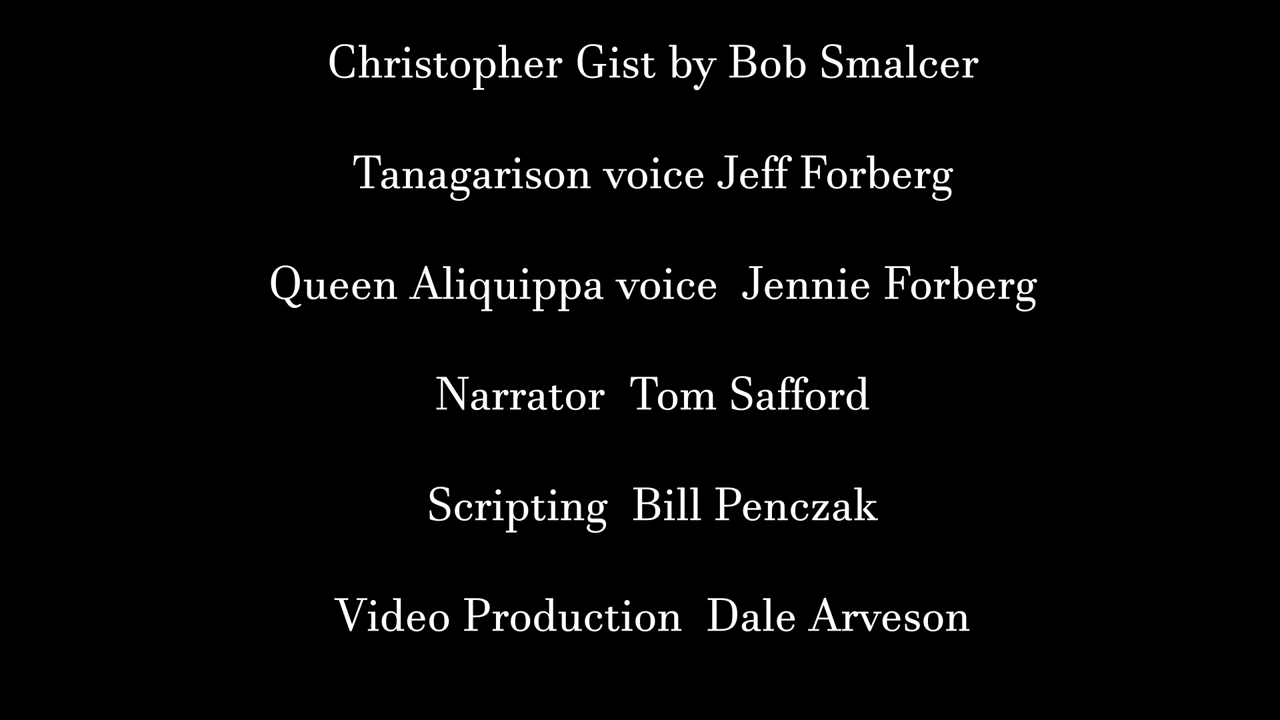 Christopher Gist by Bob Smalcer
Tanagarison voice Jeff Forberg
Queen Aliquippa voice  Jennie Forberg
Narrator  Tom Safford
Scripting  Bill Penczak
Video Production  Dale Arveson